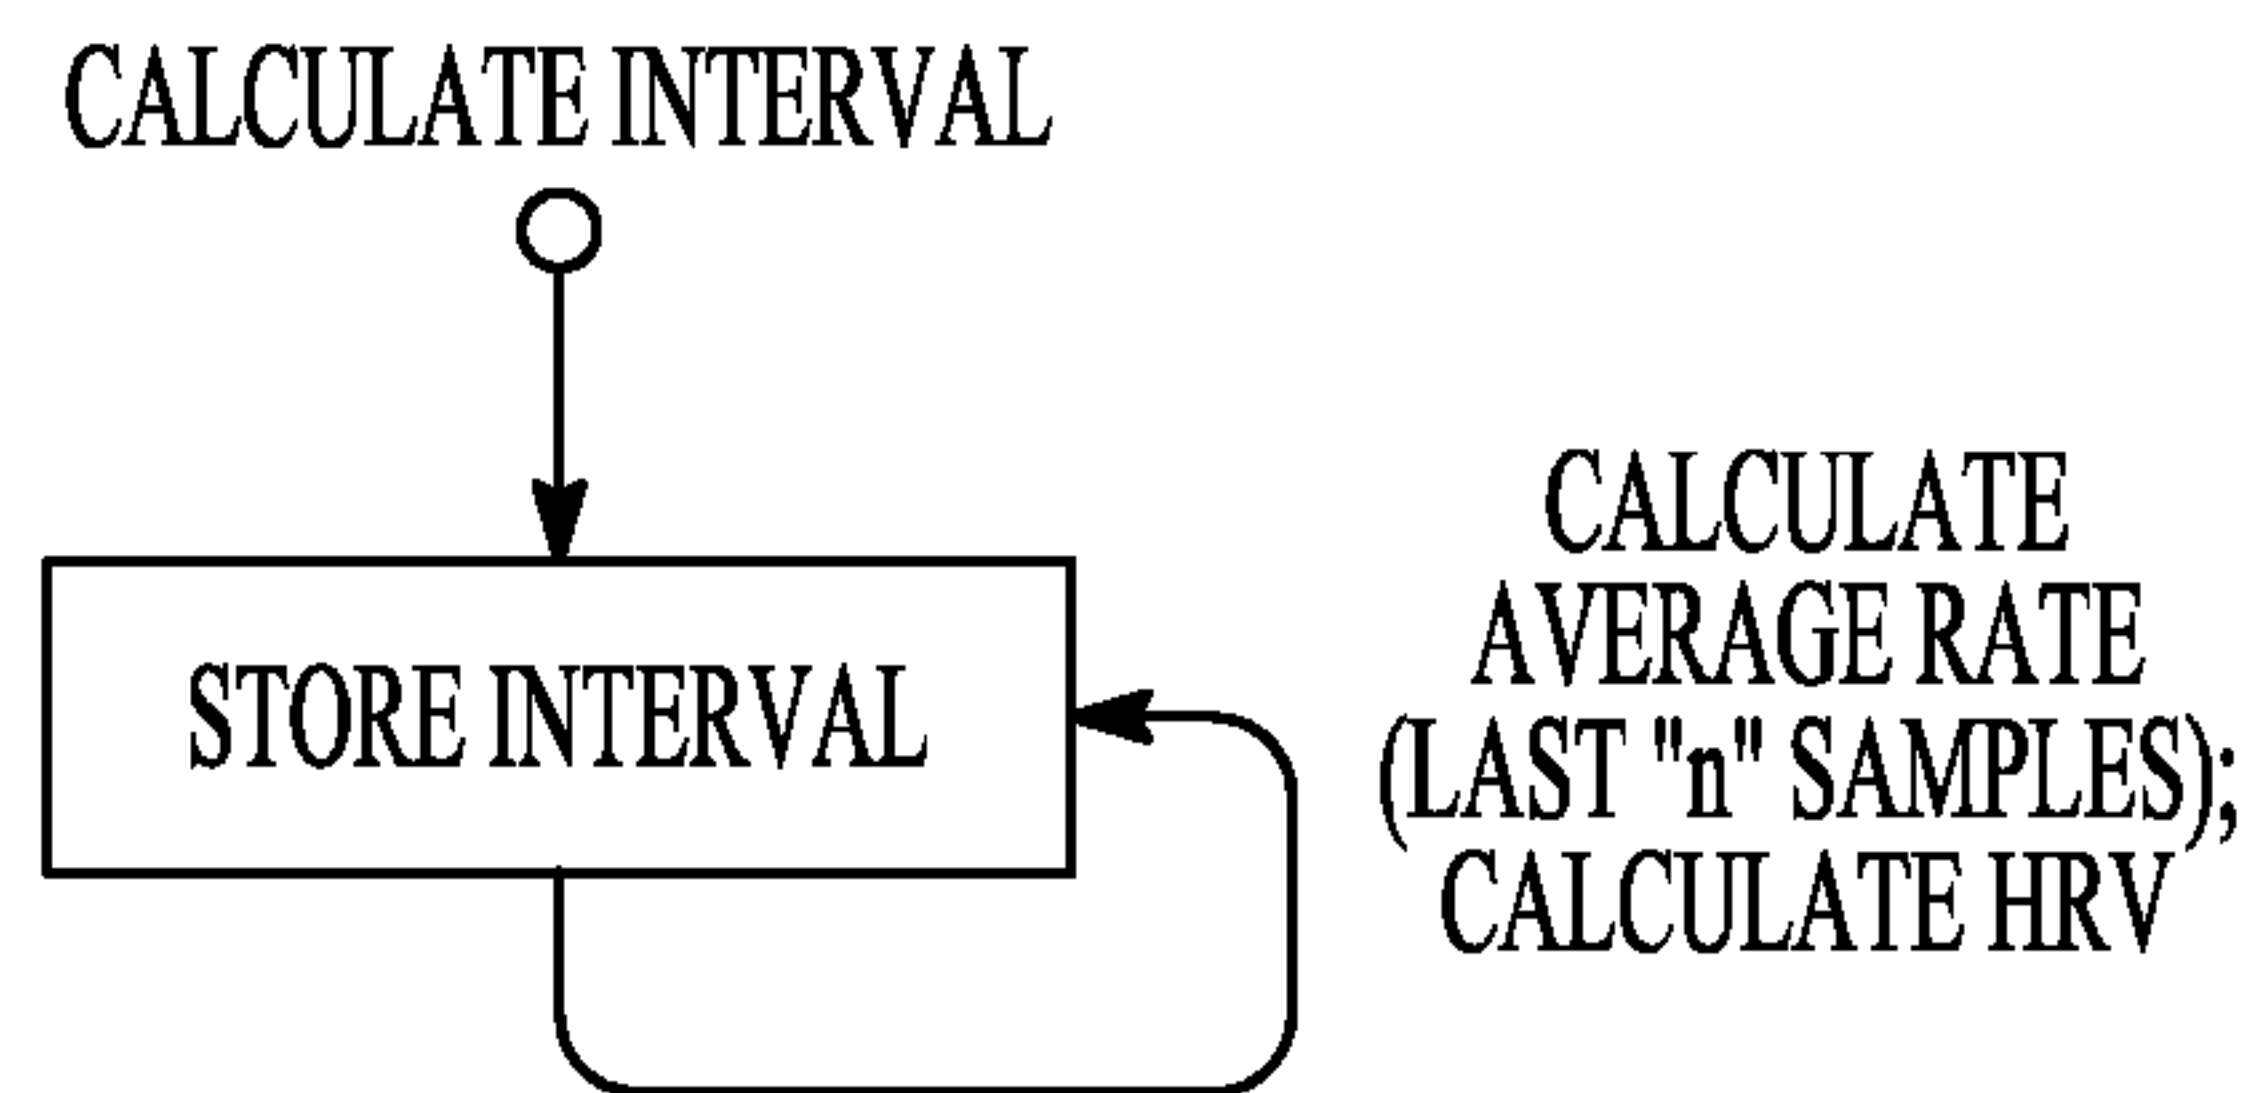 CALCULATE INTERVAL
STORE INTERVAL
CALCULATE
AVERAGE RATE
(LAST "n" SAMPLES);
CALCULATE HRV